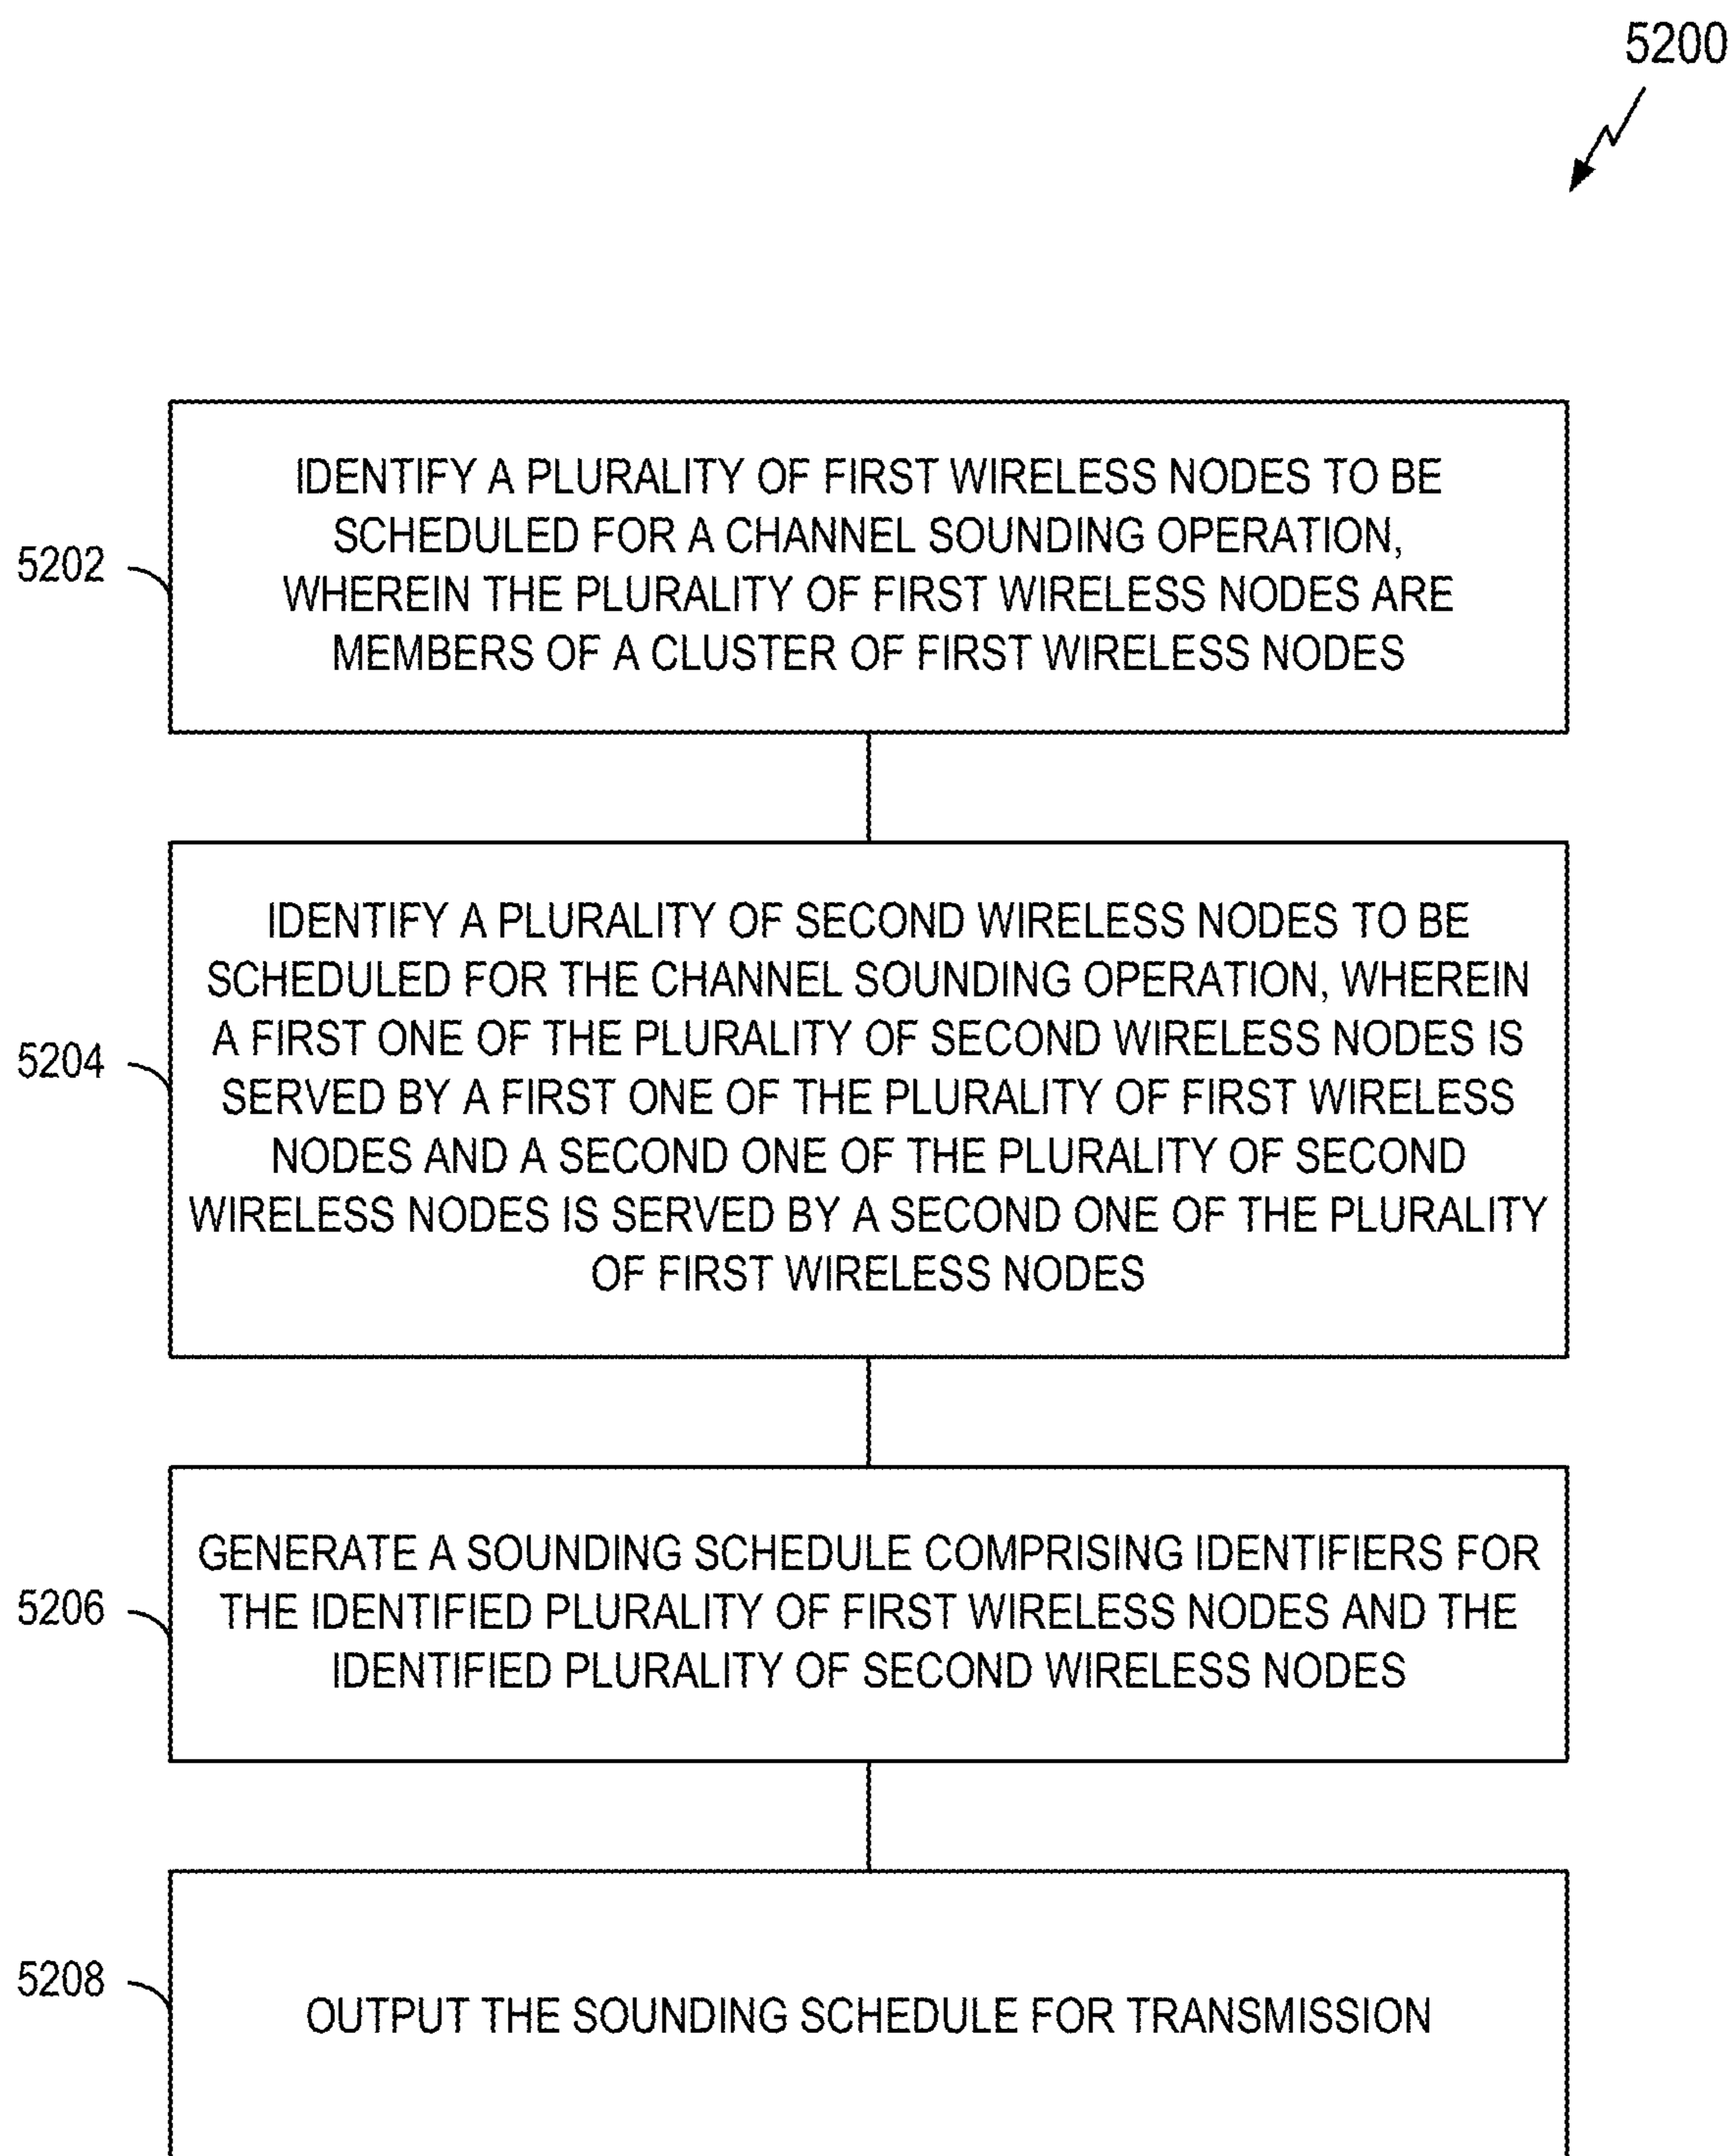 5200
5202
IDENTIFY A PLURALITY OF FIRST WIRELESS NODES TO BE
SCHEDULED FOR A CHANNEL SOUNDING OPERATION,
WHEREIN THE PLURALITY OF FIRST WIRELESS NODES ARE
MEMBERS OF A CLUSTER OF FIRST WIRELESS NODES
5204
IDENTIFY A PLURALITY OF SECOND WIRELESS NODES TO BE
SCHEDULED FOR THE CHANNEL SOUNDING OPERATION, WHEREIN
A FIRST ONE OF THE PLURALITY OF SECOND WIRELESS NODES IS
SERVED BY A FIRST ONE OF THE PLURALITY OF FIRST WIRELESS
NODES AND A SECOND ONE OF THE PLURALITY OF SECOND
WIRELESS NODES IS SERVED BY A SECOND ONE OF THE PLURALITY
OF FIRST WIRELESS NODES
5206
GENERATE A SOUNDING SCHEDULE COMPRISING IDENTIFIERS FOR
THE IDENTIFIED PLURALITY OF FIRST WIRELESS NODES AND THE
IDENTIFIED PLURALITY OF SECOND WIRELESS NODES
5208
OUTPUT THE SOUNDING SCHEDULE FOR TRANSMISSION